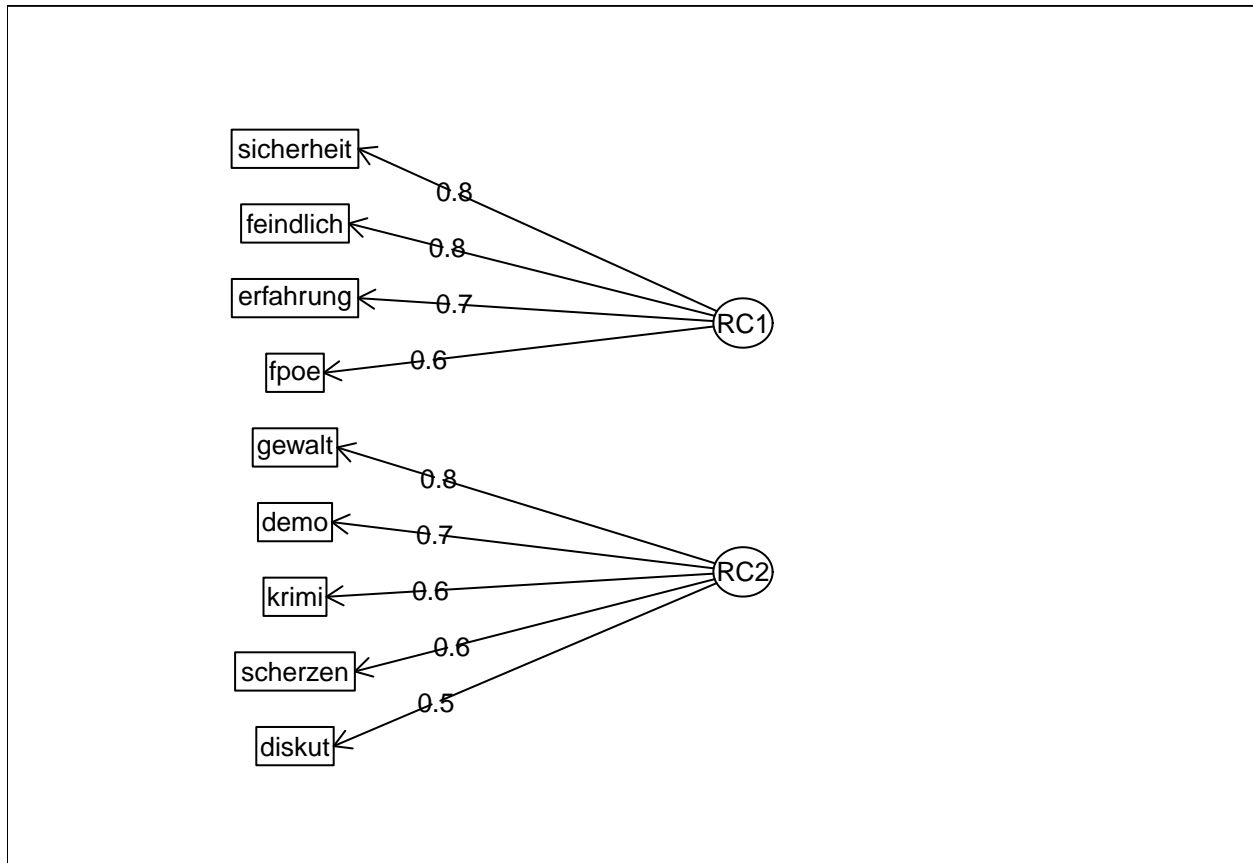 sicherheit
0.8
feindlich
0.8
erfahrung
0.7
RC1
fpoe
0.6
gewalt
0.8
demo
0.7
RC2
krimi
0.6
scherzen
0.6
diskut
0.5